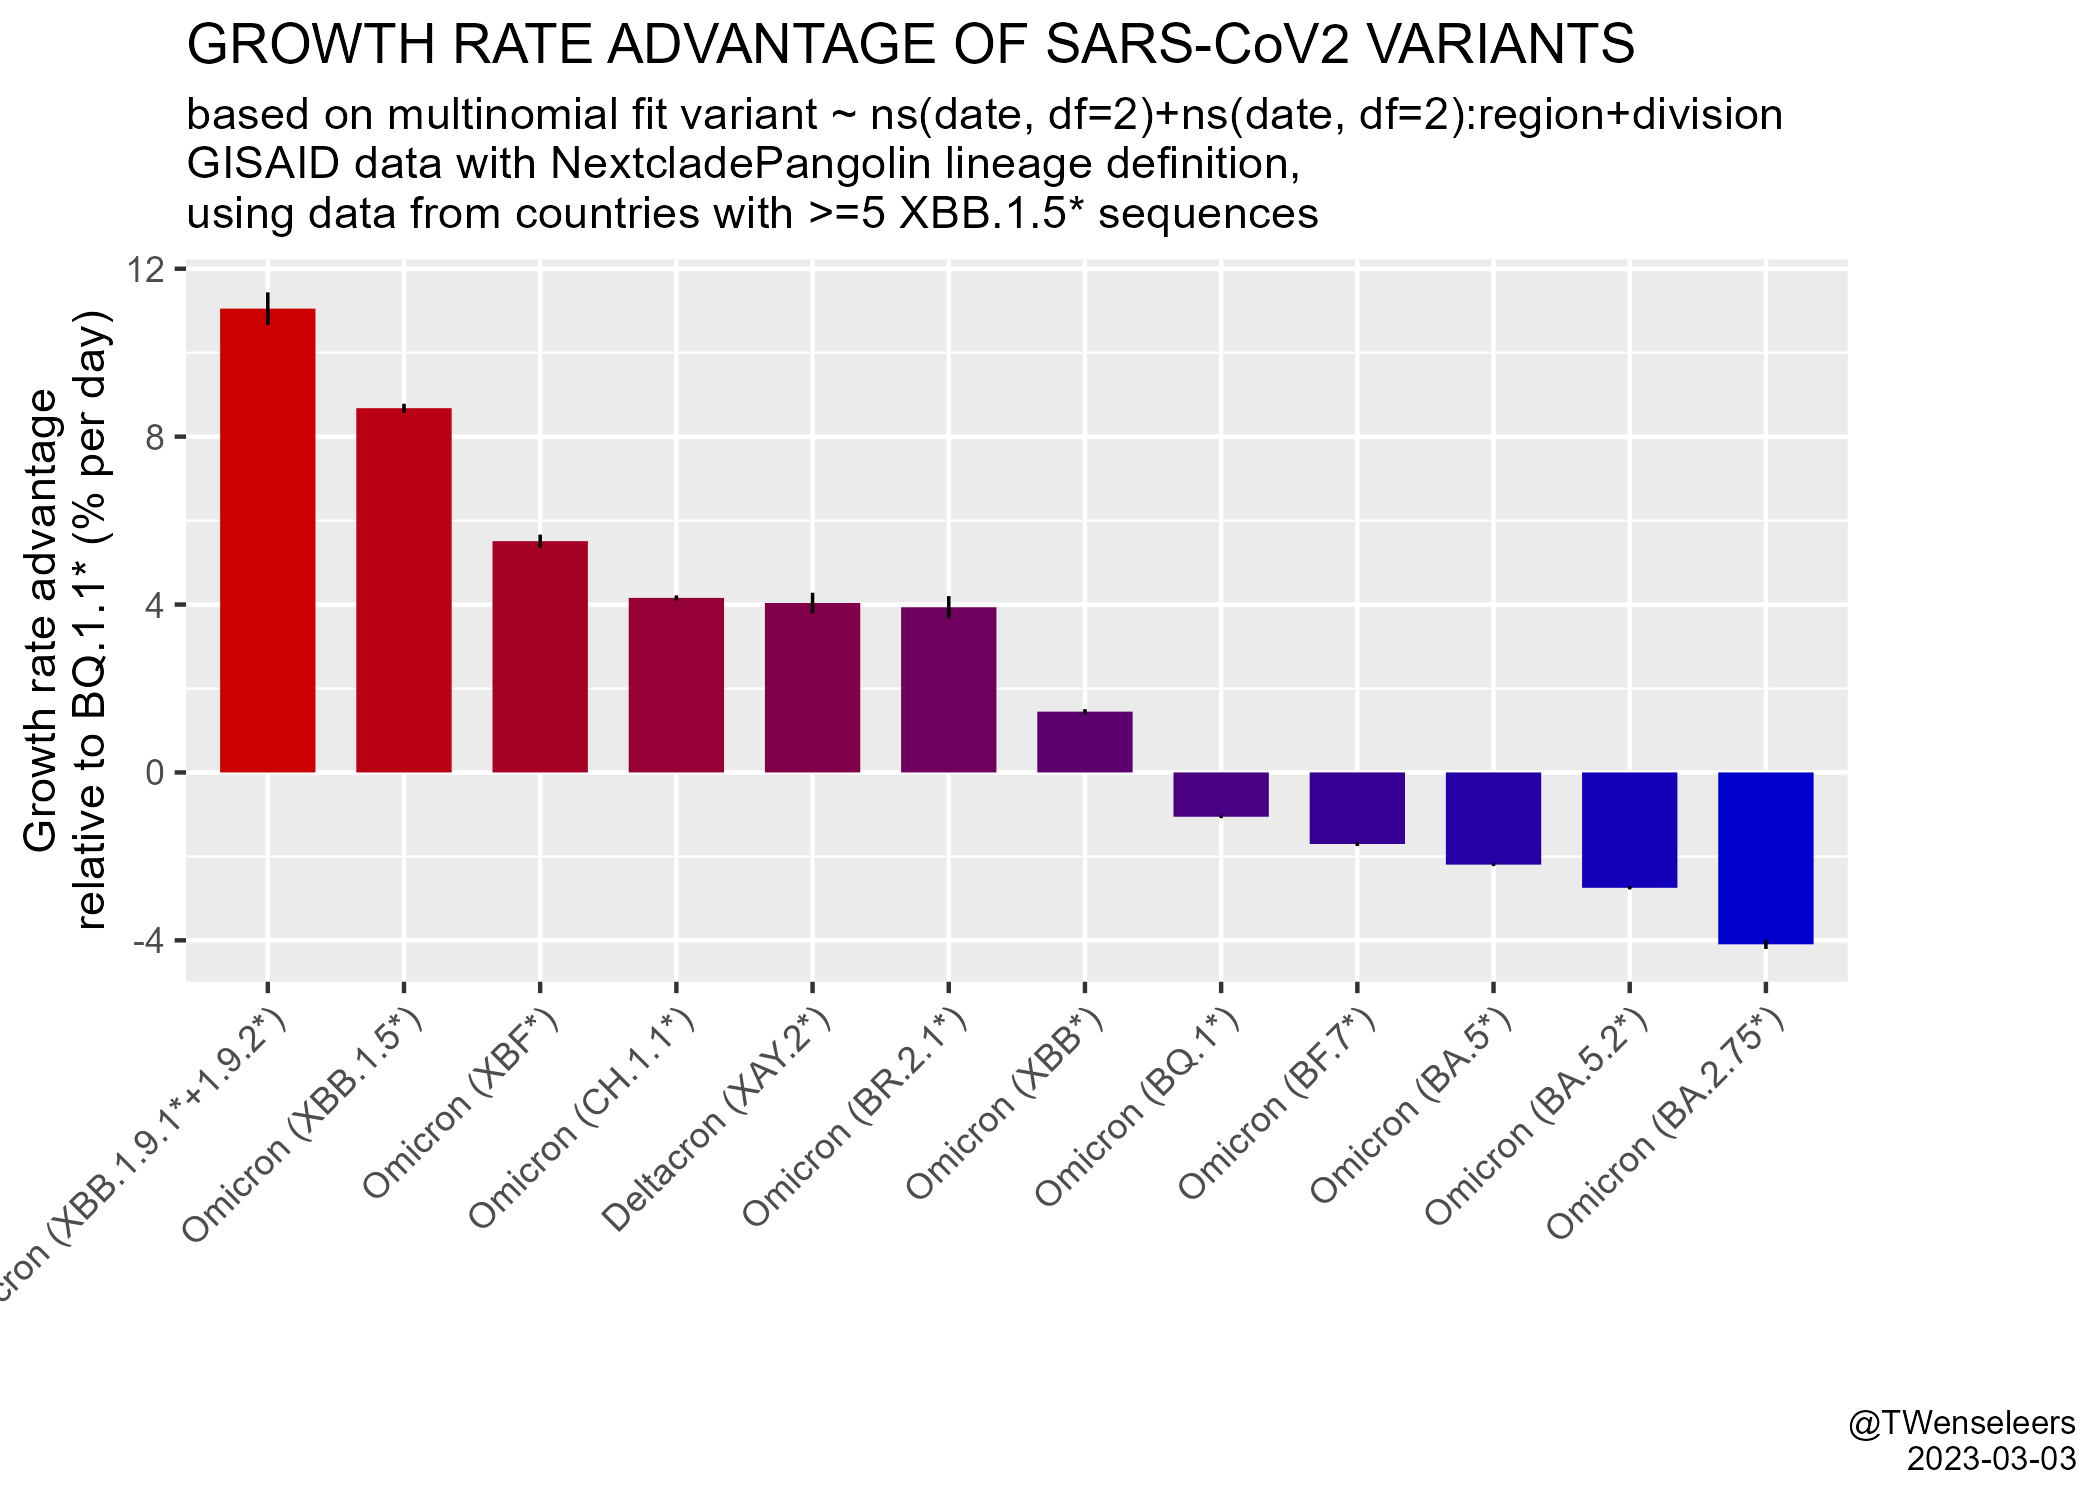 GROWTH RATE ADVANTAGE OF SARS-CoV2 VARIANTS
based on multinomial fit variant ~ ns(date, df=2)+ns(date, df=2):region+division
GISAID data with NextcladePangolin lineage definition,
using data from countries with >=5 XBB.1.5* sequences
Growth rate advantage
relative to BQ.1.1* (% per day)
12
8
4
0
-4
cron (XBB.1.9.1*+1.9.2*)
Omicron (XBB.1.5*)
Omicron (XBF*)
Omicron (CH.1.1*)
Deltacron (XAY.2*)
Omicron (BR.2.1*)
Omicron (XBB*)
Omicron (BQ.1*)
Omicron (BF.7*)
Omicron (BA.5*)
Omicron (BA.5.2*)
Omicron (BA.2.75*)
@TWenseleers
2023-03-03